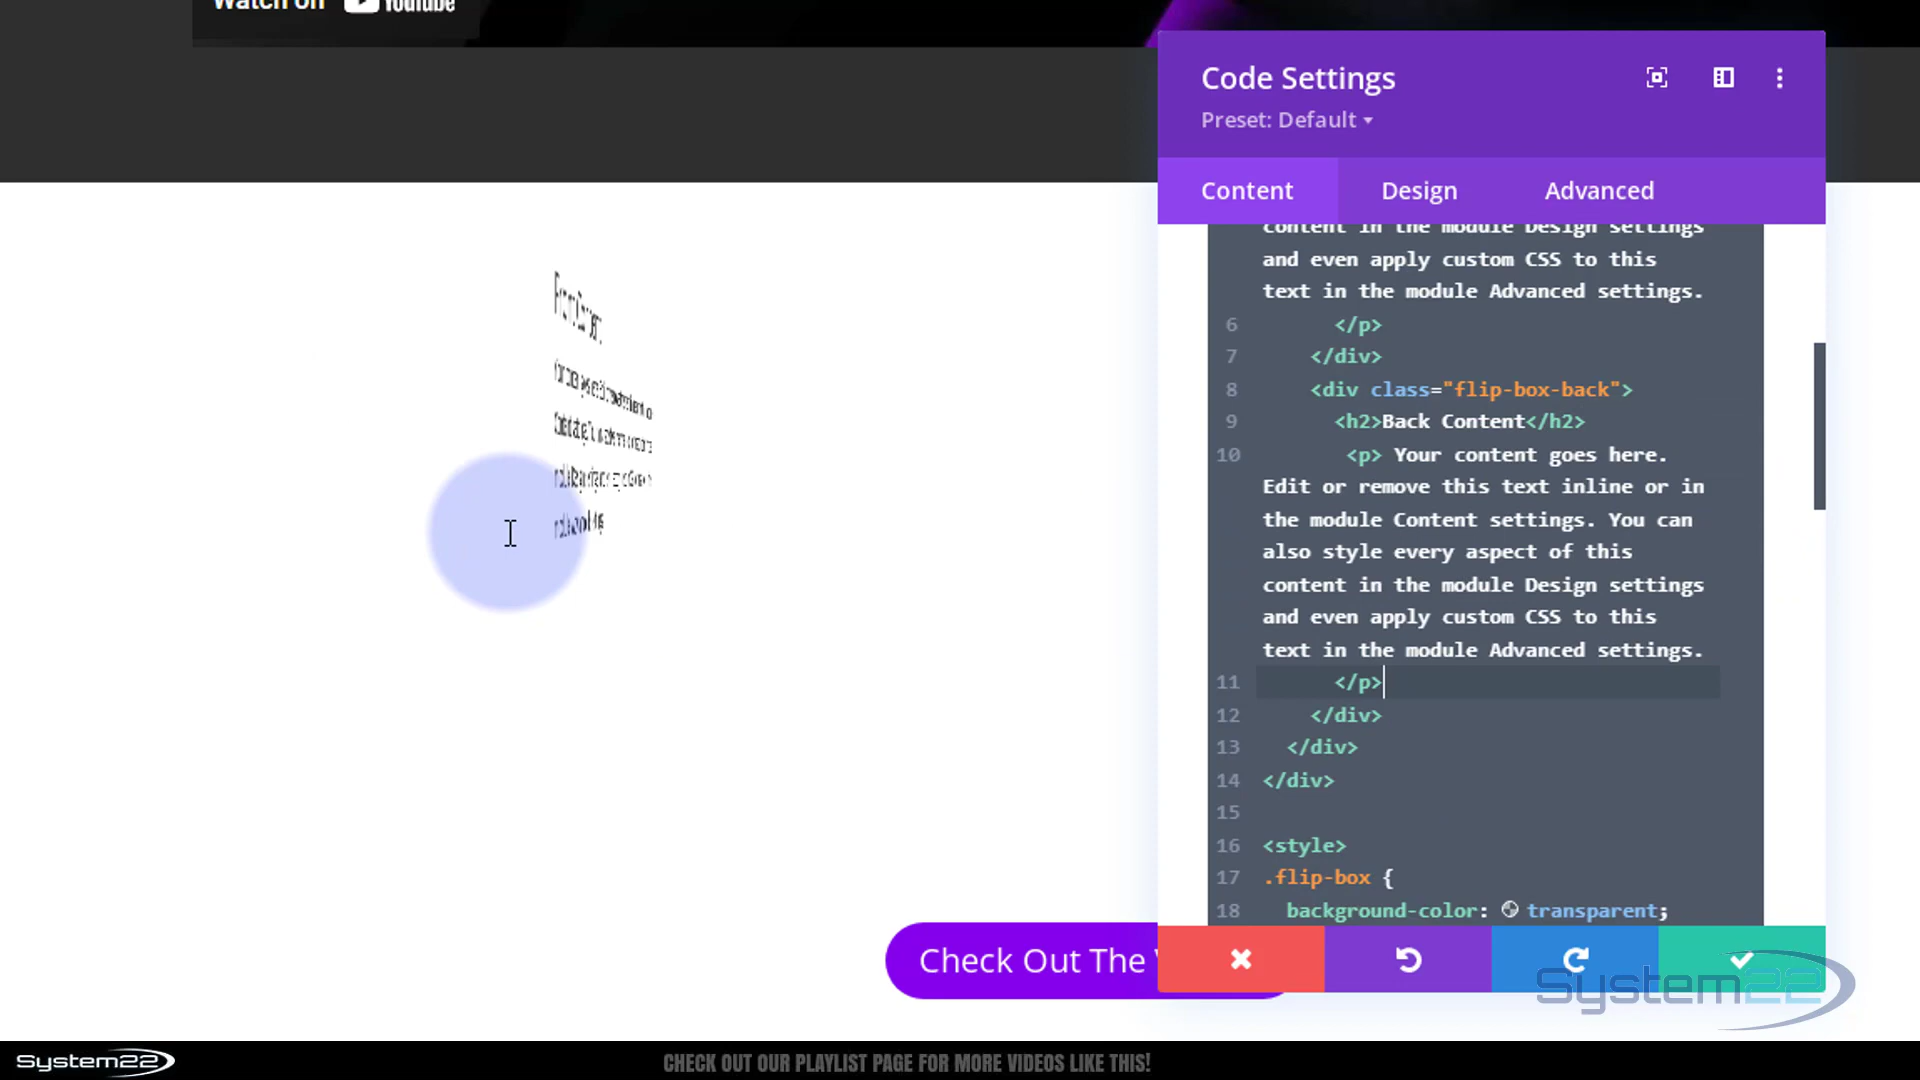 Watch on YouTube
Code Settings
Preset: Default
Content Design Advanced
content in the module Design settings
and even apply custom CSS to this
text in the module Advanced settings.
6 </p>
7 </div>
8 <div class="flip-box-back">
9 <h2>Back Content</h2>
10 <p> Your content goes here.
Edit or remove this text inline or in
the module Content settings. You can
also style every aspect of this
content in the module Design settings
and even apply custom CSS to this
text in the module Advanced settings.
11 </p>
12 </div>
13 </div>
14 </div>
15
16 <style>
17 .flip-box {
18 background-color: transparent;
Check Out The
System22
System22
CHECK OUT OUR PLAYLIST PAGE FOR MORE VIDEOS LIKE THIS!